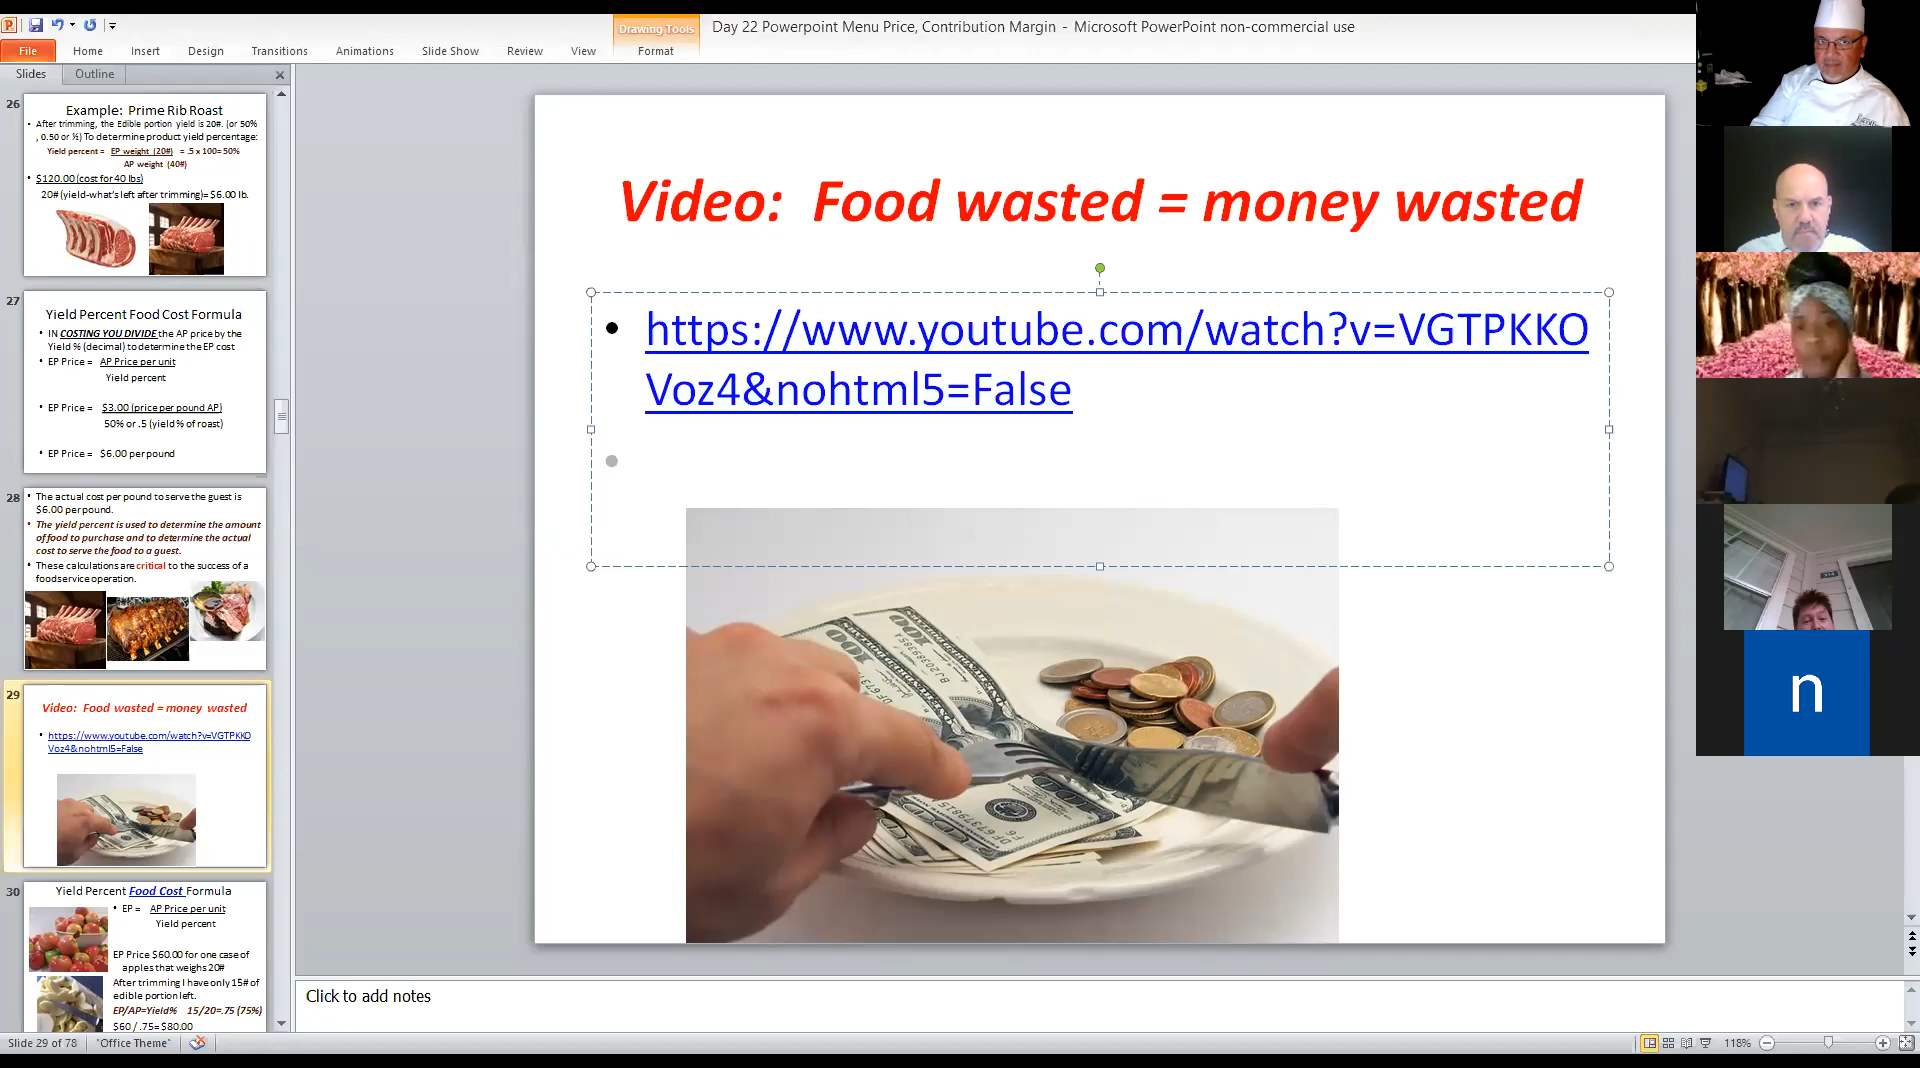 Day 22 Powerpoint Menu Price, Contribution Margin - Microsoft PowerPoint non-commercial use
Drawing Tools
File Home Insert Design Transitions Animations Slide Show Review View Format
Slides Outline
26
Example: Prime Rib Roast
• After trimming, the Edible portion yield is 20#. (or 50%
, 0.50 or ½) To determine product yield percentage:
Yield percent = EP weight (20#) = .5 x 100= 50%
AP weight (40#)
• $120.00 (cost for 40 lbs)
20# (yield-what's left after trimming)= $6.00 lb.
27
Yield Percent Food Cost Formula
• IN COSTING YOU DIVIDE the AP price by the
Yield % (decimal) to determine the EP cost
• EP Price = AP Price per unit
Yield percent
• EP Price = $3.00 (price per pound AP)
50% or .5 (yield % of roast)
• EP Price = $6.00 per pound
28
• The actual cost per pound to serve the guest is
$6.00 per pound.
• The yield percent is used to determine the amount
of food to purchase and to determine the actual
cost to serve the food to a guest.
• These calculations are critical to the success of a
foodservice operation.
29
Video: Food wasted = money wasted
• https://www.youtube.com/watch?v=VGTPKKO
Voz4&nohtml5=False
30
Yield Percent Food Cost Formula
• EP = AP Price per unit
Yield percent
EP Price $60.00 for one case of
apples that weighs 20#
After trimming I have only 15# of
edible portion left.
EP/AP=Yield% 15/20=.75 (75%)
$60 / .75= $80.00
Video: Food wasted = money wasted
• https://www.youtube.com/watch?v=VGTPKKO
Voz4&nohtml5=False
100
100
BJ 20389385A
F6 7379815
n
Click to add notes
Slide 29 of 78 "Office Theme" 118%